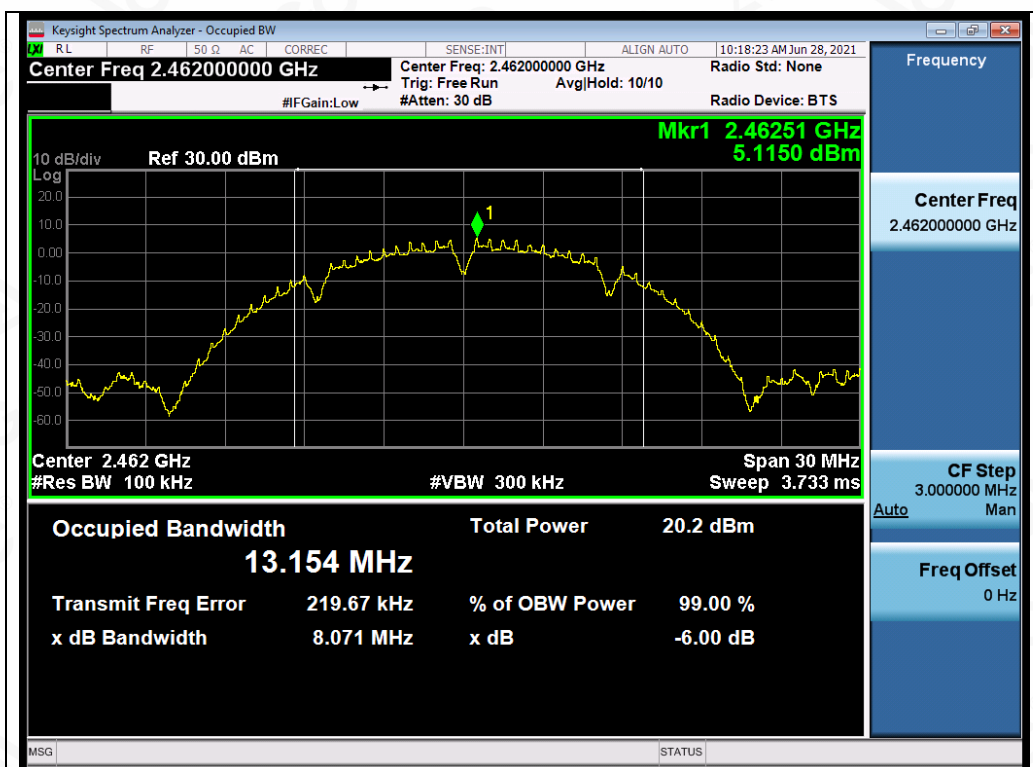 Keysight Spectrum Analyzer - Occupied BW
LXI RL RF 50 Ω AC CORREC SENSE:INT ALIGN AUTO 10:18:23 AM Jun 28, 2021
Center Freq 2.462000000 GHz Center Freq: 2.462000000 GHz Radio Std: None
Trig: Free Run Avg|Hold: 10/10
#IFGain:Low #Atten: 30 dB Radio Device: BTS
Frequency
Mkr1 2.46251 GHz
5.1150 dBm
10 dB/div Ref 30.00 dBm
Log
20.0
10.0
0.00
-10.0
-20.0
-30.0
-40.0
-50.0
-60.0
1
Center 2.462 GHz Span 30 MHz
#Res BW 100 kHz #VBW 300 kHz Sweep 3.733 ms
Occupied Bandwidth Total Power 20.2 dBm
13.154 MHz
Transmit Freq Error 219.67 kHz % of OBW Power 99.00 %
x dB Bandwidth 8.071 MHz x dB -6.00 dB
Center Freq
2.462000000 GHz
CF Step
3.000000 MHz
Auto Man
Freq Offset
0 Hz
MSG STATUS